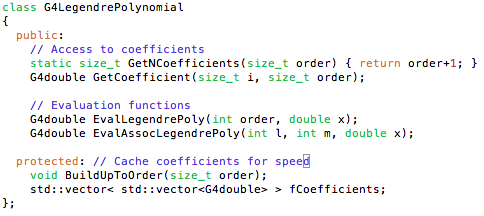 class G4LegendrePolynomial
{
  public:
    // Access to coefficients
    static size_t GetNCoefficients(size_t order) { return order+1; }
    G4double GetCoefficient(size_t i, size_t order);

    // Evaluation functions
    G4double EvalLegendrePoly(int order, double x);
    G4double EvalAssocLegendrePoly(int l, int m, double x);

  protected: // Cache coefficients for speed
    void BuildUpToOrder(size_t order);
    std::vector< std::vector<G4double> > fCoefficients;
};